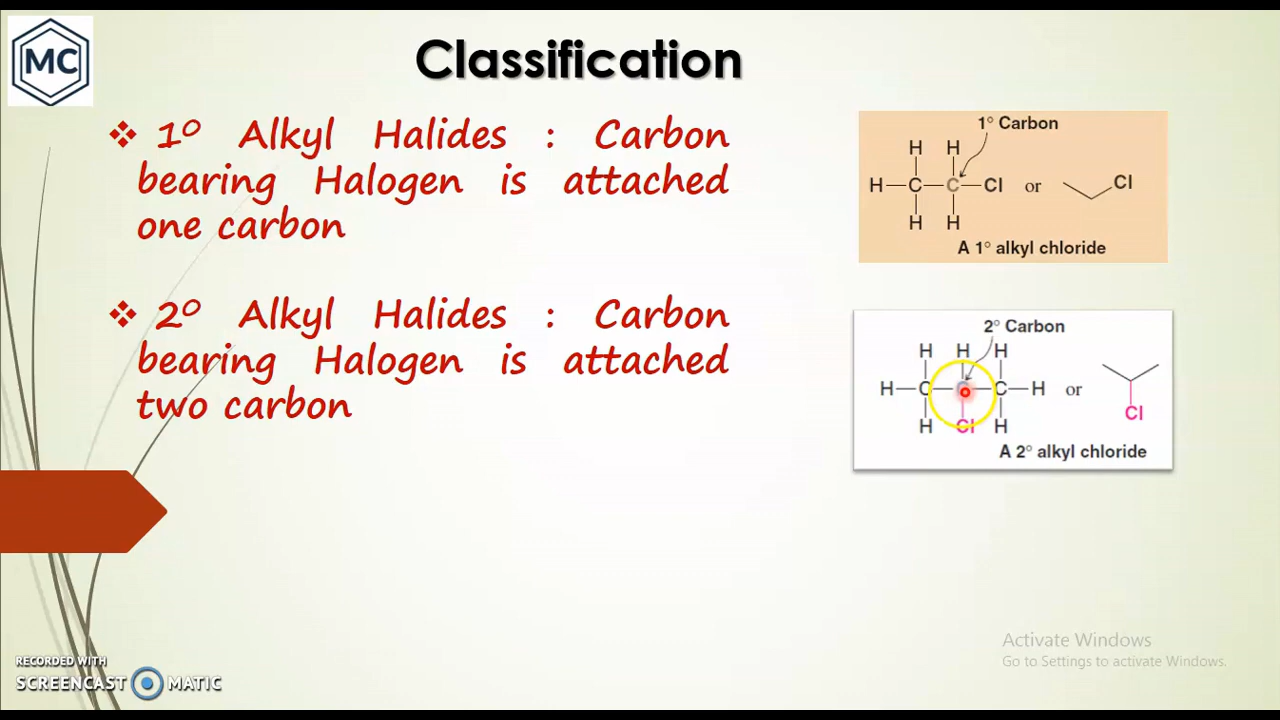 MC
Classification
❖ 1º Alkyl Halides : Carbon
bearing Halogen is attached
one carbon
❖ 2º Alkyl Halides : Carbon
bearing Halogen is attached
two carbon
1° Carbon
H H
H—C—C—Cl or Cl
H H
A 1° alkyl chloride
2° Carbon
H H H
H—C— —C—H or
H Cl H
Cl
A 2° alkyl chloride
Activate Windows
Go to Settings to activate Windows.
RECORDED WITH
SCREENCAST MATIC